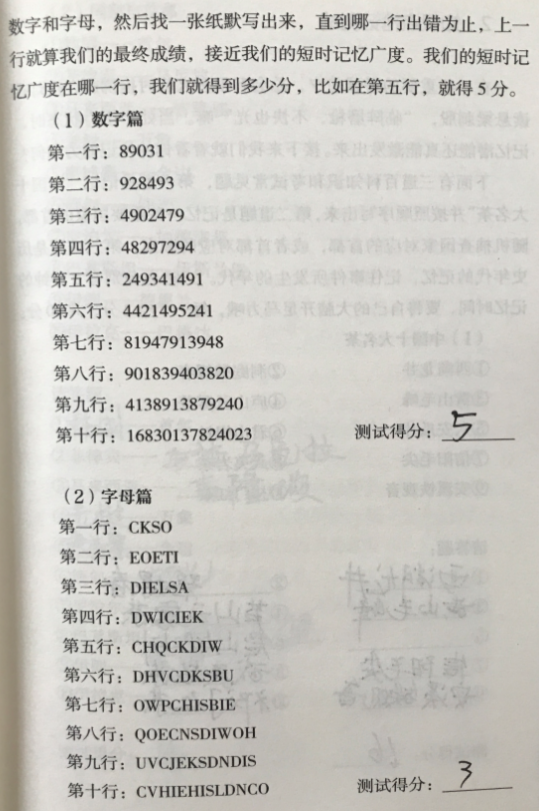 数字和字母，然后找一张纸默写出来，直到哪一行出错为止，上一
行就算我们的最终成绩，接近我们的短时记忆广度。我们的短时记
忆广度在哪一行，我们就得到多少分，比如在第五行，就得5分。
（1）数字篇
第一行：89031
第二行：928493
第三行：4902479
第四行：48297294
第五行：249341491
第六行：4421495241
第七行：81947913948
第八行：901839403820
第九行：4138913879240
第十行：16830137824023 测试得分：5
（2）字母篇
第一行：CKSO
第二行：EOETI
第三行：DIELSA
第四行：DWICIEK
第五行：CHQCKDIW
第六行：DHVCDKSBU
第七行：OWPCHISBIE
第八行：QOECNSDIWOH
第九行：UVCJEKSDNDIS
第十行：CVHIEHISLDNCO 测试得分：3